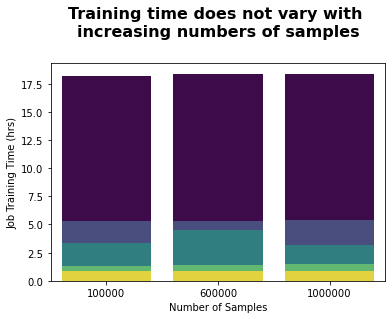 Training time does not vary with
increasing numbers of samples
17.5
15.0
12.5
10.0
7.5
5.0
2.5
0.0
Job Training Time (hrs)
100000 600000 1000000
Number of Samples